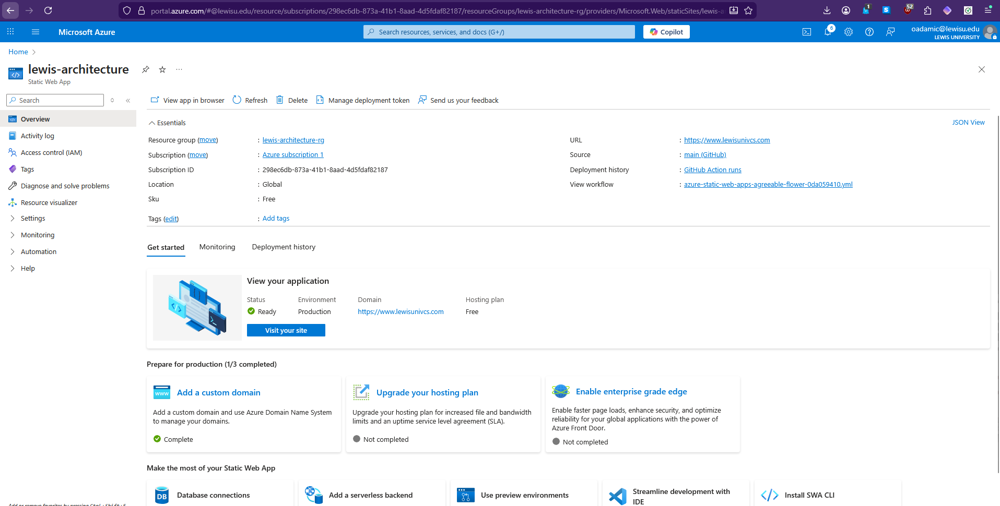 portal.azure.com/#@lewisu.edu/resource/subscriptions/298ec6db-873a-41b1-8aad-4d5fdaf82187/resourceGroups/lewis-architecture-rg/providers/Microsoft.Web/staticSites/lewis-a
1
S
52
Microsoft Azure
Search resources, services, and docs (G+/)
Copilot
6
oadamic@lewisu.edu
LEWIS UNIVERSITY
Home
lewis-architecture
Static Web App
Search
View app in browser
Refresh
Delete
Manage deployment token
Send us your feedback
Overview
Activity log
Access control (IAM)
Tags
Diagnose and solve problems
Resource visualizer
Settings
Monitoring
Automation
Help
Essentials
JSON View
Resource group (move) : lewis-architecture-rg
Subscription (move) : Azure subscription 1
Subscription ID : 298ec6db-873a-41b1-8aad-4d5fdaf82187
Location : Global
Sku : Free
Tags (edit) : Add tags
URL : https://www.lewisunivcs.com
Source : main (GitHub)
Deployment history : GitHub Action runs
View workflow : azure-static-web-apps-agreeable-flower-0da059410.yml
Get started
Monitoring
Deployment history
View your application
Status
Ready
Environment
Production
Domain
https://www.lewisunivcs.com
Hosting plan
Free
Visit your site
Prepare for production (1/3 completed)
www
Add a custom domain
Add a custom domain and use Azure Domain Name System
to manage your domains.
Complete
Upgrade your hosting plan
Upgrade your hosting plan for increased file and bandwidth
limits and an uptime service level agreement (SLA).
Not completed
Enable enterprise grade edge
Enable faster page loads, enhance security, and optimize
reliability for your global applications with the power of
Azure Front Door.
Not completed
Make the most of your Static Web App
DB
Database connections
Add a serverless backend
Use preview environments
Streamline development with
IDE
Install SWA CLI
Add or remove favorites by pressing Ctrl+Shift+F